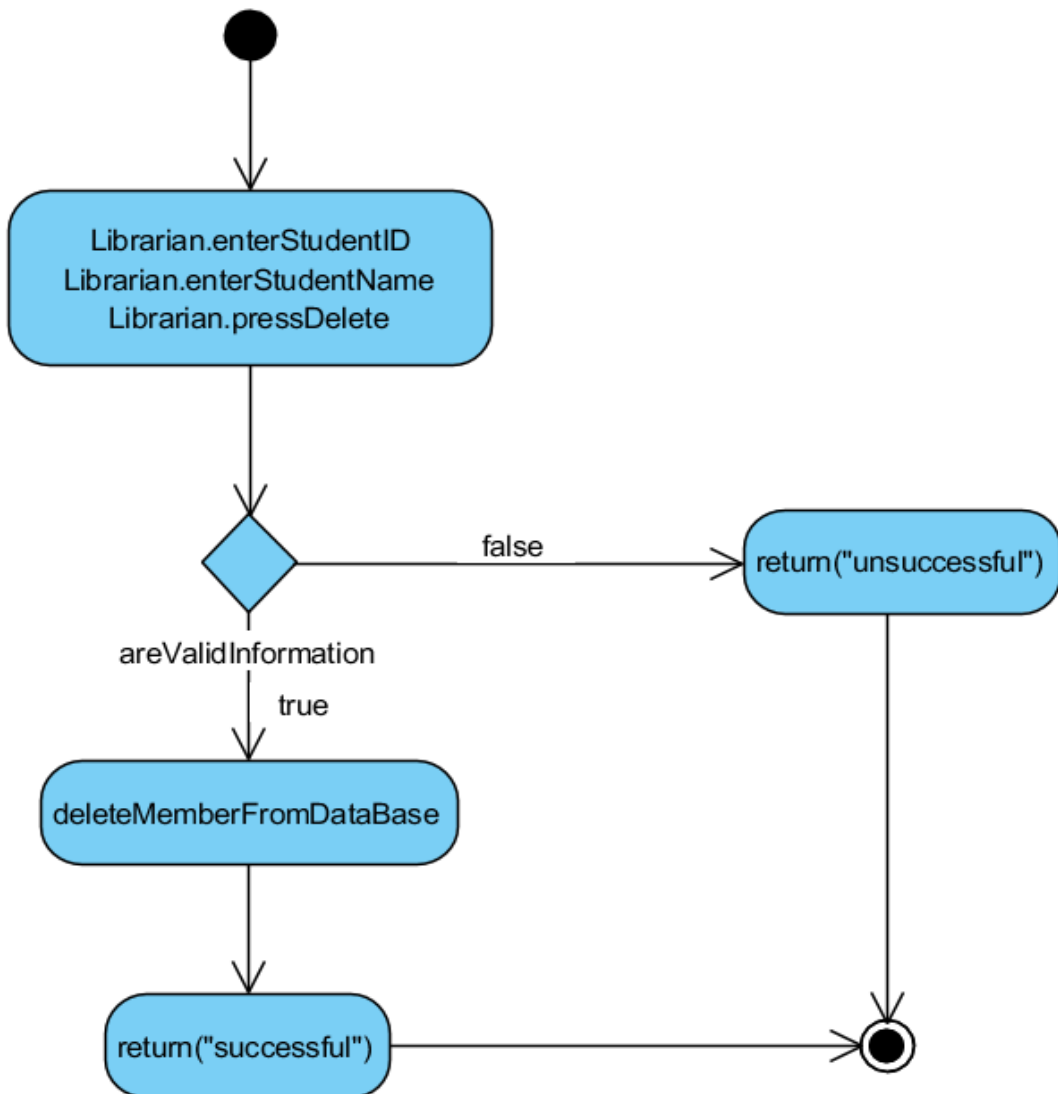 Librarian.enterStudentID
Librarian.enterStudentName
Librarian.pressDelete
false
return("unsuccessful")
areValidInformation
true
deleteMemberFromDataBase
return("successful")